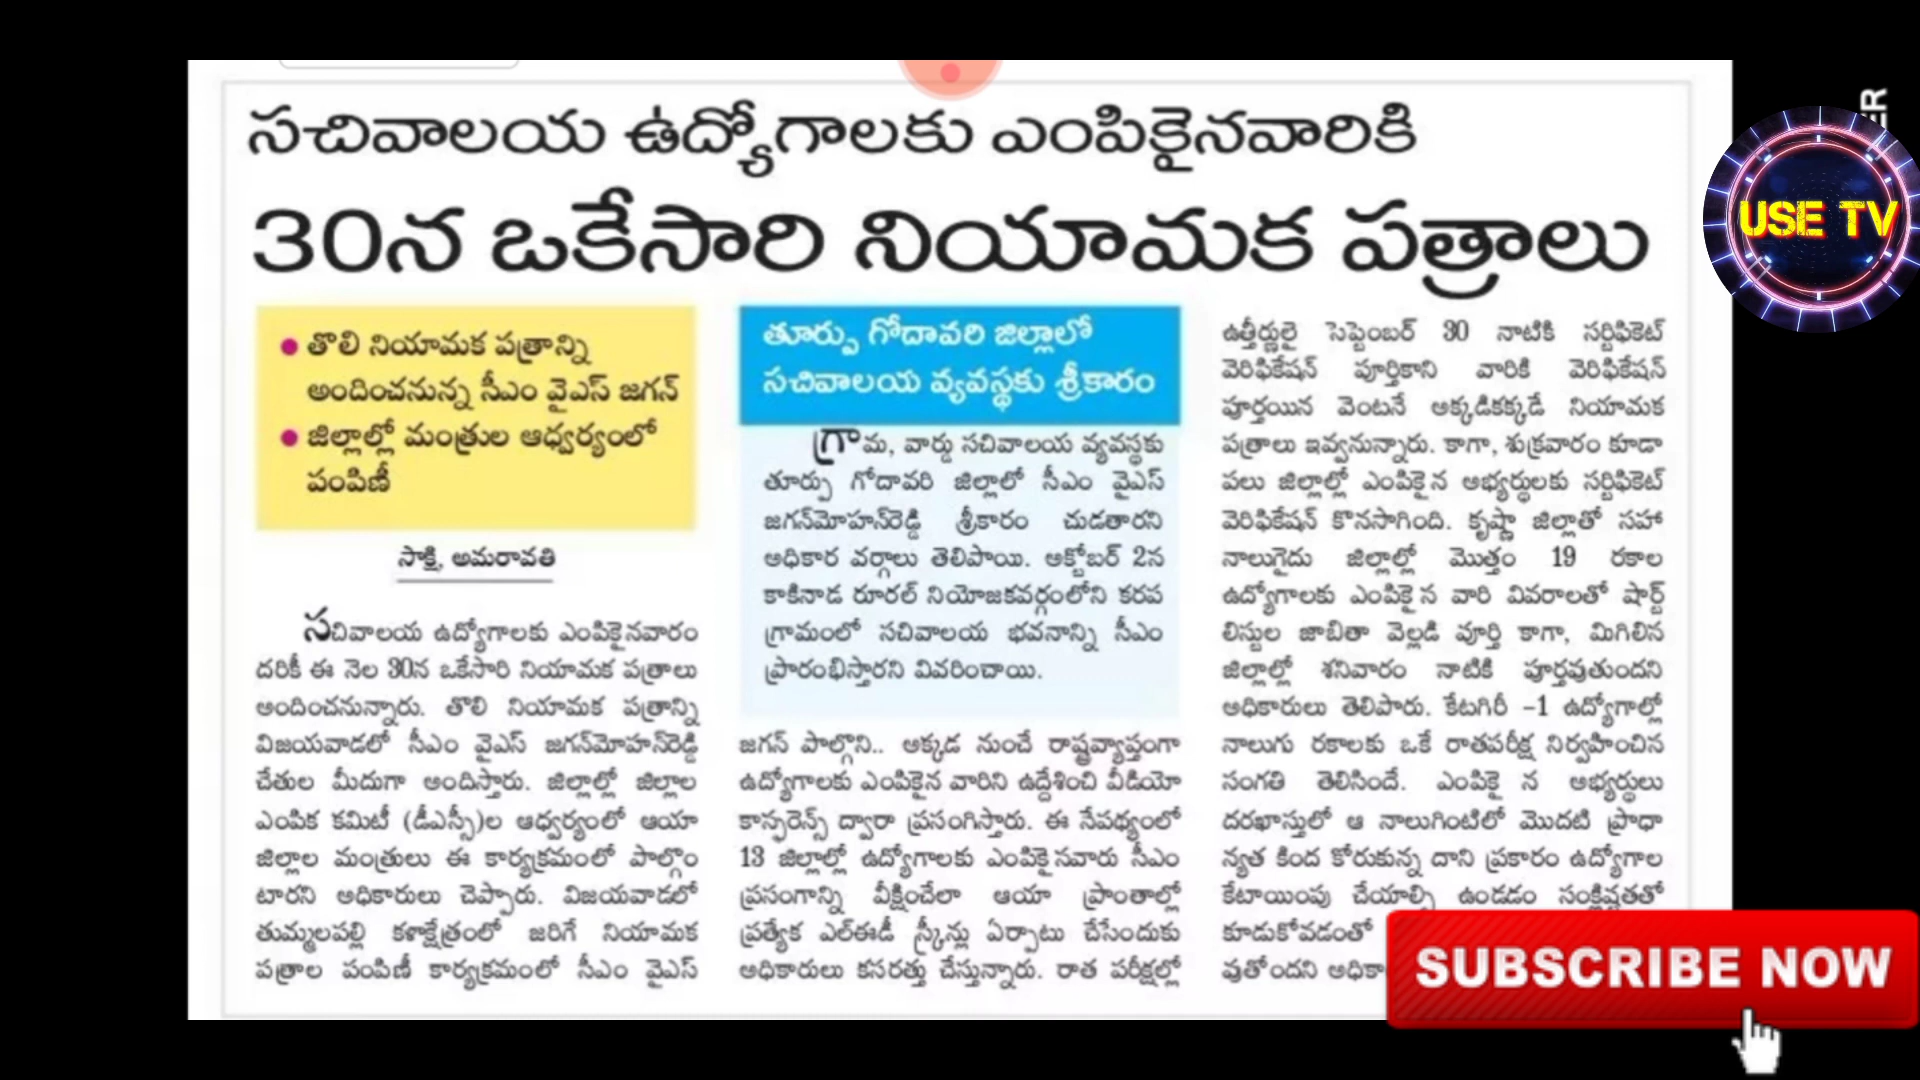 సచివాలయ ఉద్యోగాలకు ఎంపికైనవారికి
30న ఒకేసారి నియామక పత్రాలు
● తొలి నియామక పత్రాన్ని
అందించనున్న సీఎం వైఎస్ జగన్
● జిల్లాల్లో మంత్రుల ఆధ్వర్యంలో
పంపిణీ
సాక్షి, అమరావతి
సచివాలయ ఉద్యోగాలకు ఎంపికైనవారం
దరికీ ఈ నెల 30న ఒకేసారి నియామక పత్రాలు
అందించనున్నారు. తొలి నియామక పత్రాన్ని
విజయవాడలో సీఎం వైఎస్ జగన్‌మోహన్‌రెడ్డి
చేతుల మీదుగా అందిస్తారు. జిల్లాల్లో జిల్లాల
ఎంపిక కమిటీ (డీఎస్సీ)ల ఆధ్వర్యంలో ఆయా
జిల్లాల మంత్రులు ఈ కార్యక్రమంలో పాల్గొం
టారని అధికారులు చెప్పారు. విజయవాడలో
తుమ్మలపల్లి కళాక్షేత్రంలో జరిగే నియామక
పత్రాల పంపిణీ కార్యక్రమంలో సీఎం వైఎస్
తూర్పు గోదావరి జిల్లాలో
సచివాలయ వ్యవస్థకు శ్రీకారం
గ్రామ, వార్డు సచివాలయ వ్యవస్థకు
తూర్పు గోదావరి జిల్లాలో సీఎం వైఎస్
జగన్‌మోహన్‌రెడ్డి శ్రీకారం చుడతారని
అధికార వర్గాలు తెలిపాయి. అక్టోబర్ 2న
కాకినాడ రూరల్ నియోజకవర్గంలోని కరప
గ్రామంలో సచివాలయ భవనాన్ని సీఎం
ప్రారంభిస్తారని వివరించాయి.
జగన్ పాల్గొని.. అక్కడ నుంచే రాష్ట్రవ్యాప్తంగా
ఉద్యోగాలకు ఎంపికైన వారిని ఉద్దేశించి వీడియో
కాన్ఫరెన్స్ ద్వారా ప్రసంగిస్తారు. ఈ నేపథ్యంలో
13 జిల్లాల్లో ఉద్యోగాలకు ఎంపికైనవారు సీఎం
ప్రసంగాన్ని వీక్షించేలా ఆయా ప్రాంతాల్లో
ప్రత్యేక ఎల్ఈడీ స్క్రీన్లు ఏర్పాటు చేసేందుకు
అధికారులు కసరత్తు చేస్తున్నారు. రాత పరీక్షల్లో
ఉత్తీర్ణులై సెప్టెంబర్ 30 నాటికి సర్టిఫికెట్
వెరిఫికేషన్ పూర్తికాని వారికి వెరిఫికేషన్
పూర్తయిన వెంటనే అక్కడికక్కడే నియామక
పత్రాలు ఇవ్వనున్నారు. కాగా, శుక్రవారం కూడా
పలు జిల్లాల్లో ఎంపికైన అభ్యర్థులకు సర్టిఫికెట్
వెరిఫికేషన్ కొనసాగింది. కృష్ణా జిల్లాతో సహా
నాలుగైదు జిల్లాల్లో మొత్తం 19 రకాల
ఉద్యోగాలకు ఎంపికైన వారి వివరాలతో షార్ట్
లిస్టుల జాబితా వెల్లడి పూర్తి కాగా, మిగిలిన
జిల్లాల్లో శనివారం నాటికి పూర్తవుతుందని
అధికారులు తెలిపారు. కేటగిరీ –1 ఉద్యోగాల్లో
నాలుగు రకాలకు ఒకే రాతపరీక్ష నిర్వహించిన
సంగతి తెలిసిందే. ఎంపికై న అభ్యర్థులు
దరఖాస్తులో ఆ నాలుగింటిలో మొదటి ప్రాధా
న్యత కింద కోరుకున్న దాని ప్రకారం ఉద్యోగాల
కేటాయింపు చేయాల్సి ఉండడం సంక్లిష్టతతో
కూడుకోవడంతో
వుతోందని అధికా
USE TV
ER
SUBSCRIBE NOW